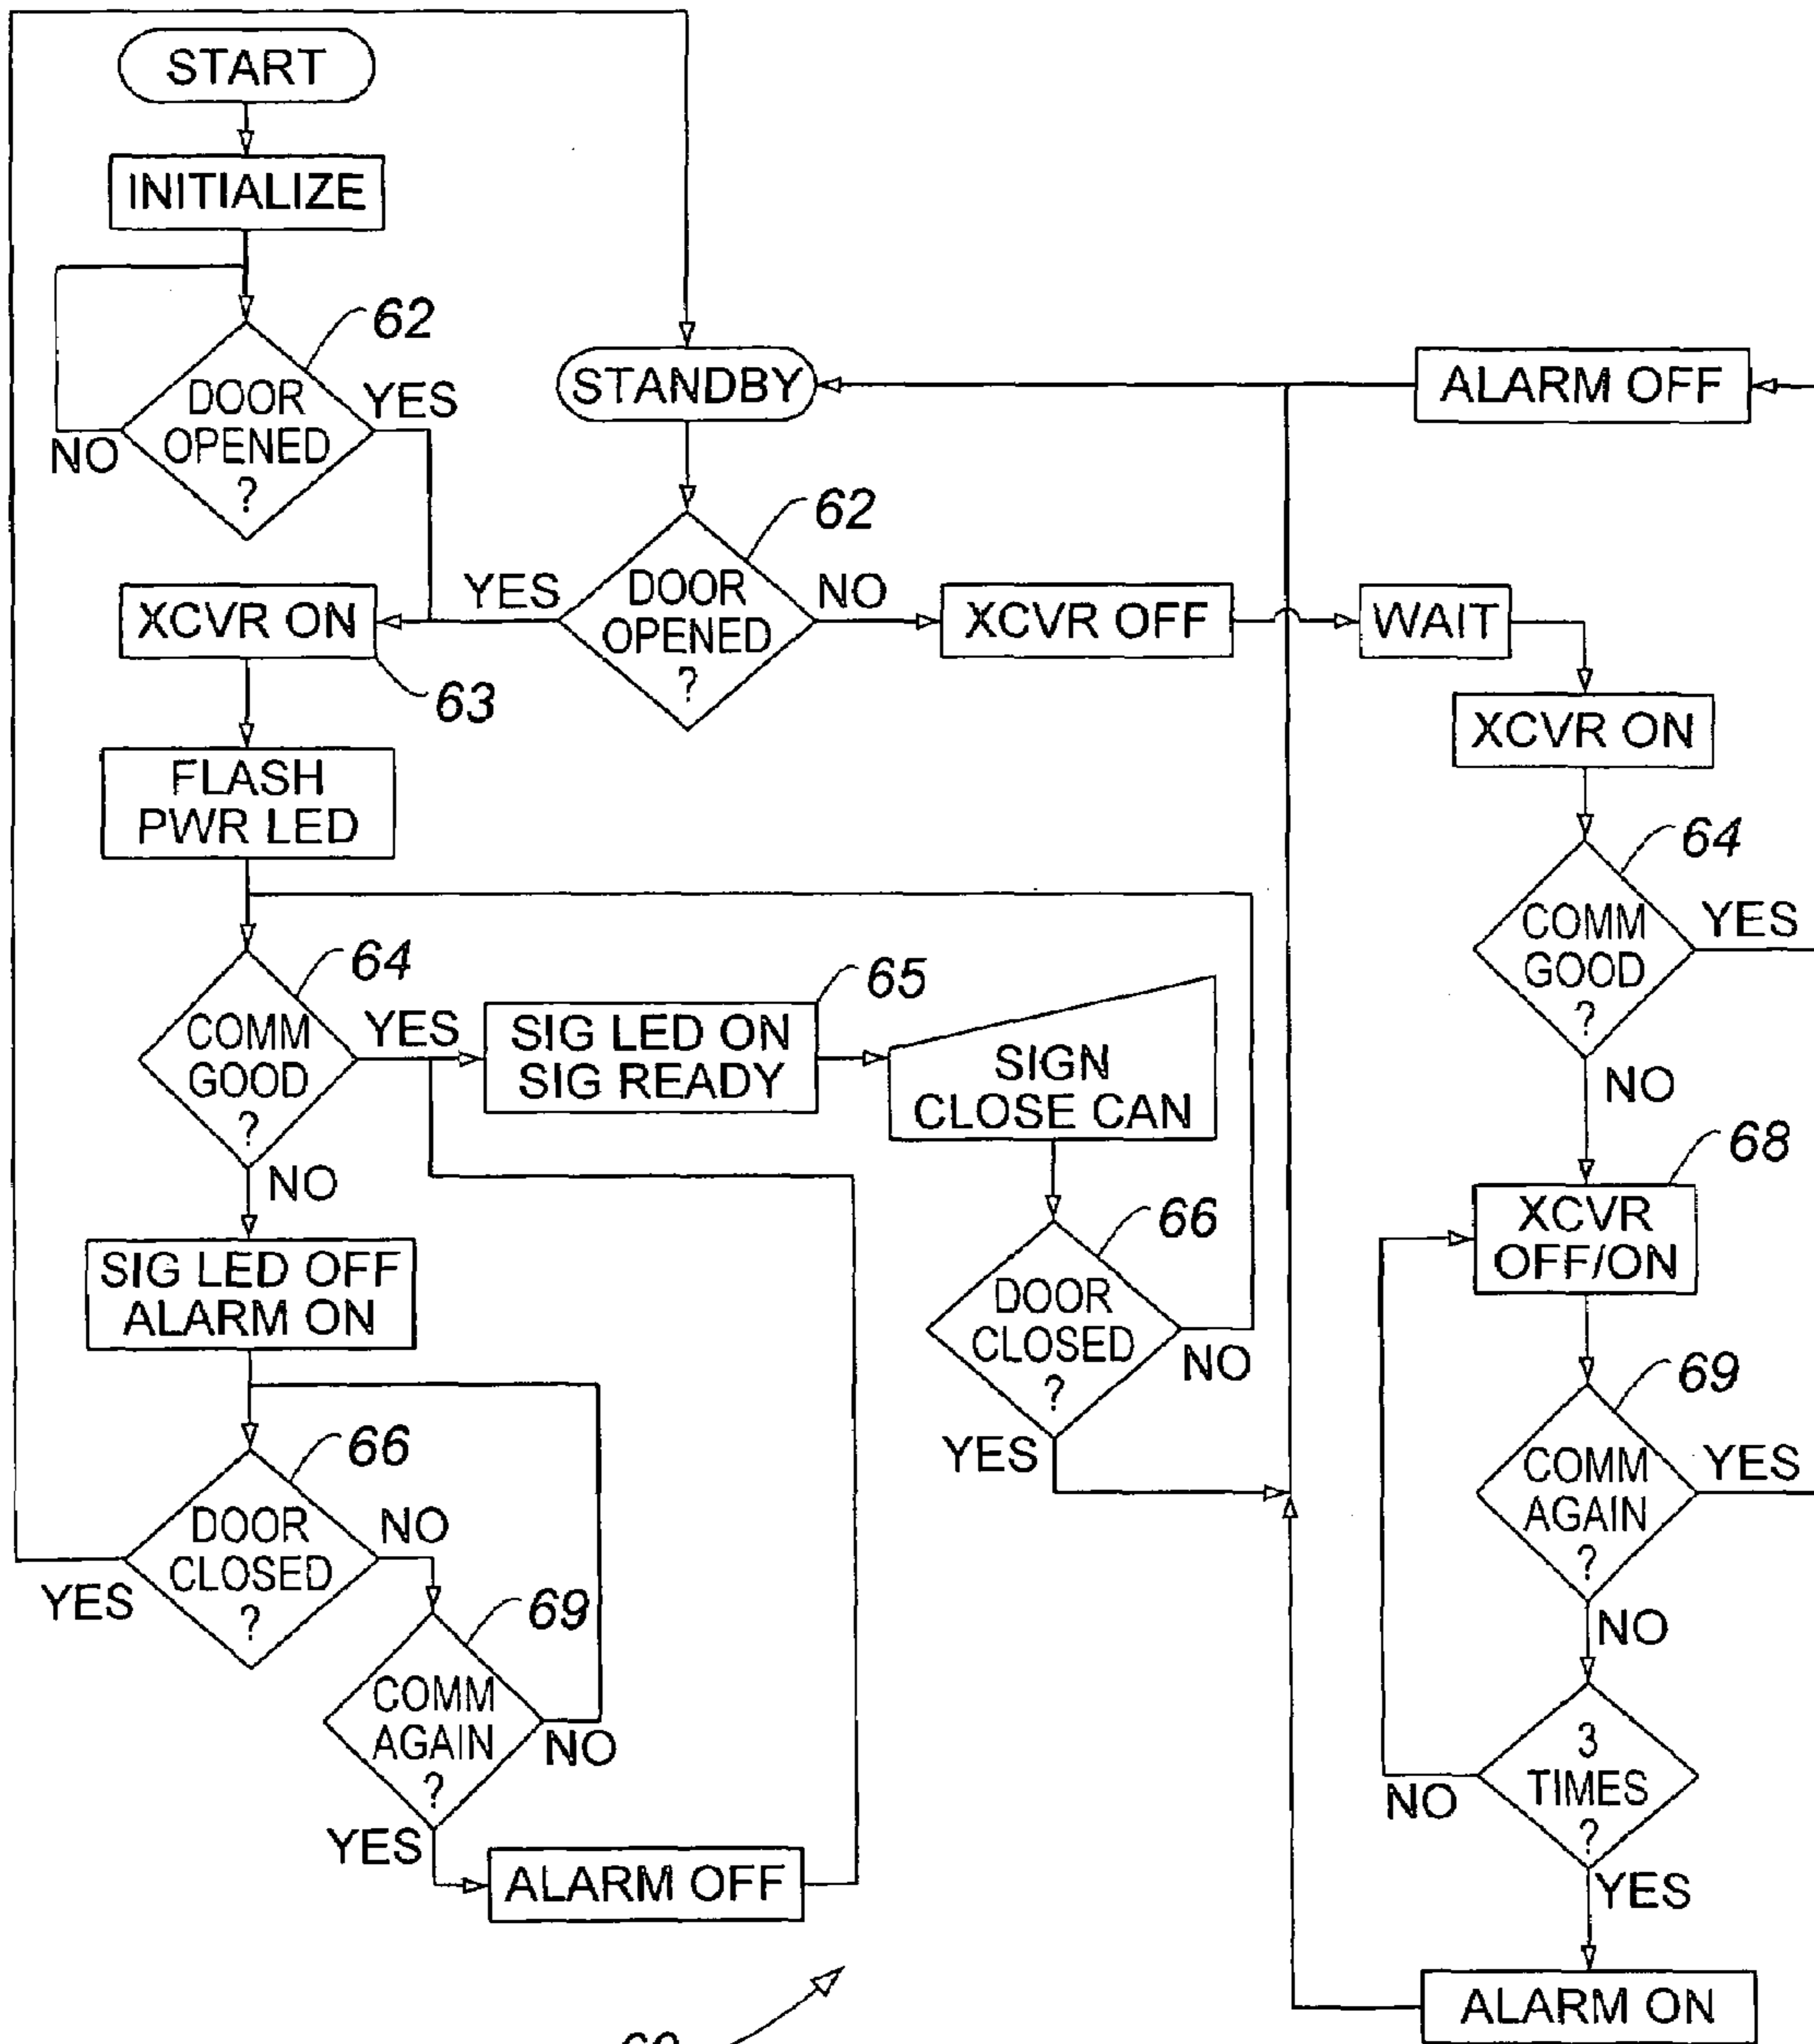 START
INITIALIZE
62
DOOR
OPENED
?
YES
NO
STANDBY
ALARM OFF
62
DOOR
OPENED
?
YES
NO
XCVR ON
63
XCVR OFF
WAIT
XCVR ON
FLASH
PWR LED
64
COMM
GOOD
?
YES
NO
64
COMM
GOOD
?
YES
NO
65
SIG LED ON
SIG READY
SIGN
CLOSE CAN
66
DOOR
CLOSED
?
NO
YES
SIG LED OFF
ALARM ON
66
DOOR
CLOSED
?
NO
YES
69
COMM
AGAIN
?
NO
YES
ALARM OFF
68
XCVR
OFF/ON
69
COMM
AGAIN
?
YES
NO
3
TIMES
?
NO
YES
ALARM ON